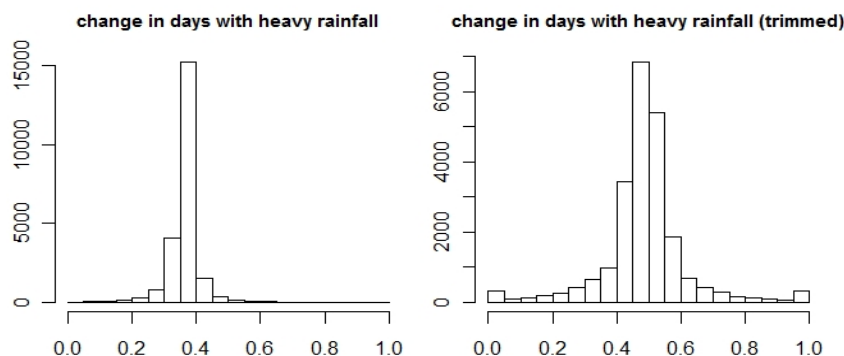 change in days with heavy rainfall
15000
10000
5000
0
0.0 0.2 0.4 0.6 0.8 1.0
change in days with heavy rainfall (trimmed)
6000
4000
2000
0
0.0 0.2 0.4 0.6 0.8 1.0